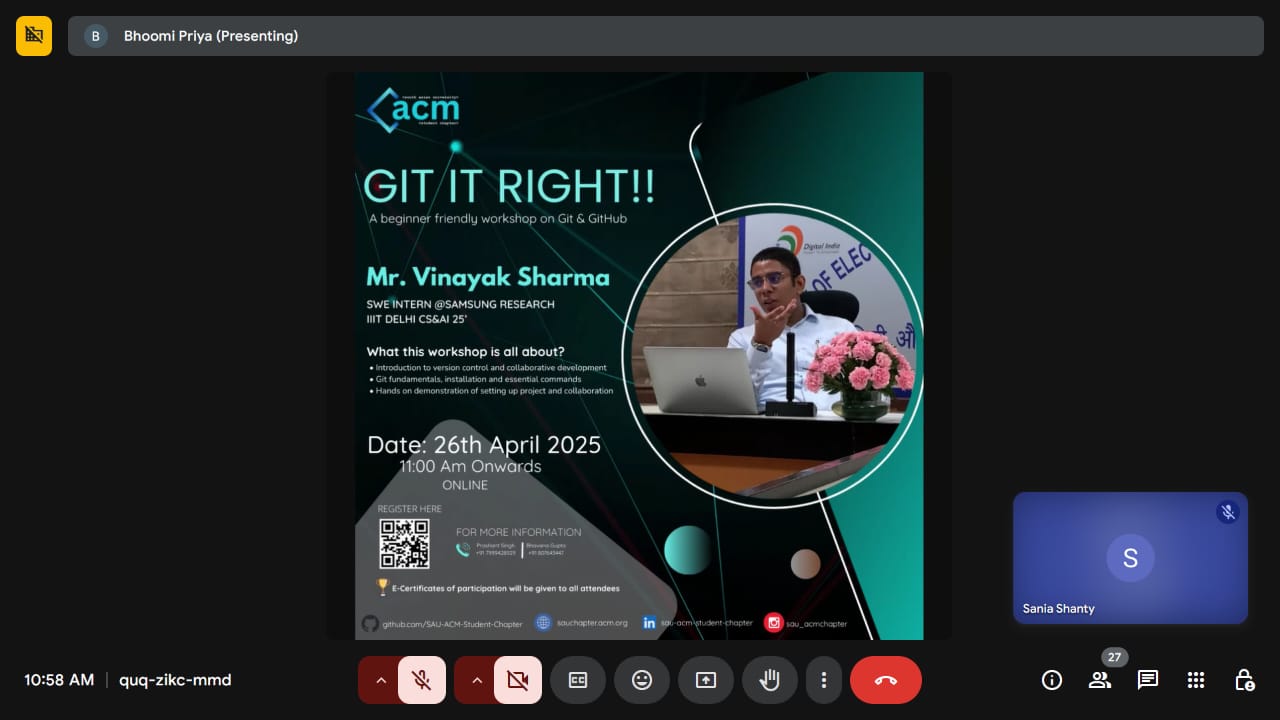 B
Bhoomi Priya (Presenting)
acm
GIT IT RIGHT!!
A beginner friendly workshop on Git & GitHub
Mr. Vinayak Sharma
SWE INTERN @SAMSUNG RESEARCH
IIIT DELHI CS&AI 25'
What this workshop is all about?
• Introduction to version control and collaborative development
• Git fundamentals, installation and essential commands
• Hands on demonstration of setting up project and collaboration
Digital India
OF ELEC
औ
Date: 26th April 2025
11:00 Am Onwards
ONLINE
REGISTER HERE
FOR MORE INFORMATION
Prashant Singh
Bhavana Gupta
E-Certificates of participation will be given to all attendees
github.com/SAU-ACM-Student-Chapter
sauchapter.acm.org
in
sau-acm-student-chapter
sau_acmchapter
S
Sania Shanty
10:58 AM
quq-zikc-mmd
CC
27